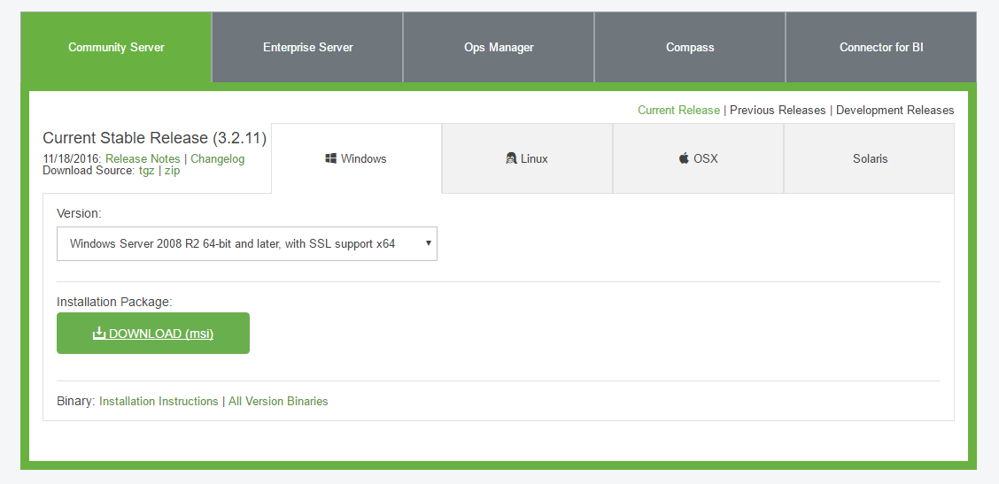 Community Server
Enterprise Server
Ops Manager
Compass
Connector for BI
Current Release | Previous Releases | Development Releases
Current Stable Release (3.2.11)
11/18/2016: Release Notes | Changelog
Download Source: tgz | zip
Windows
Linux
OSX
Solaris
Version:
Windows Server 2008 R2 64-bit and later, with SSL support x64
Installation Package:
DOWNLOAD (msi)
Binary: Installation Instructions | All Version Binaries